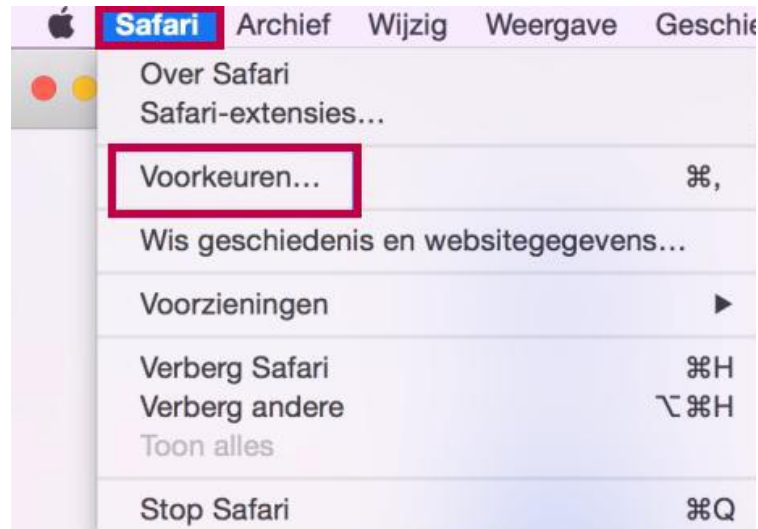 Safari Archief Wijzig Weergave Geschie
Over Safari
Safari-extensies...
Voorkeuren... ⌘,
Wis geschiedenis en websitegegevens...
Voorzieningen ▶
Verberg Safari ⌘H
Verberg andere ⌥⌘H
Toon alles
Stop Safari ⌘Q